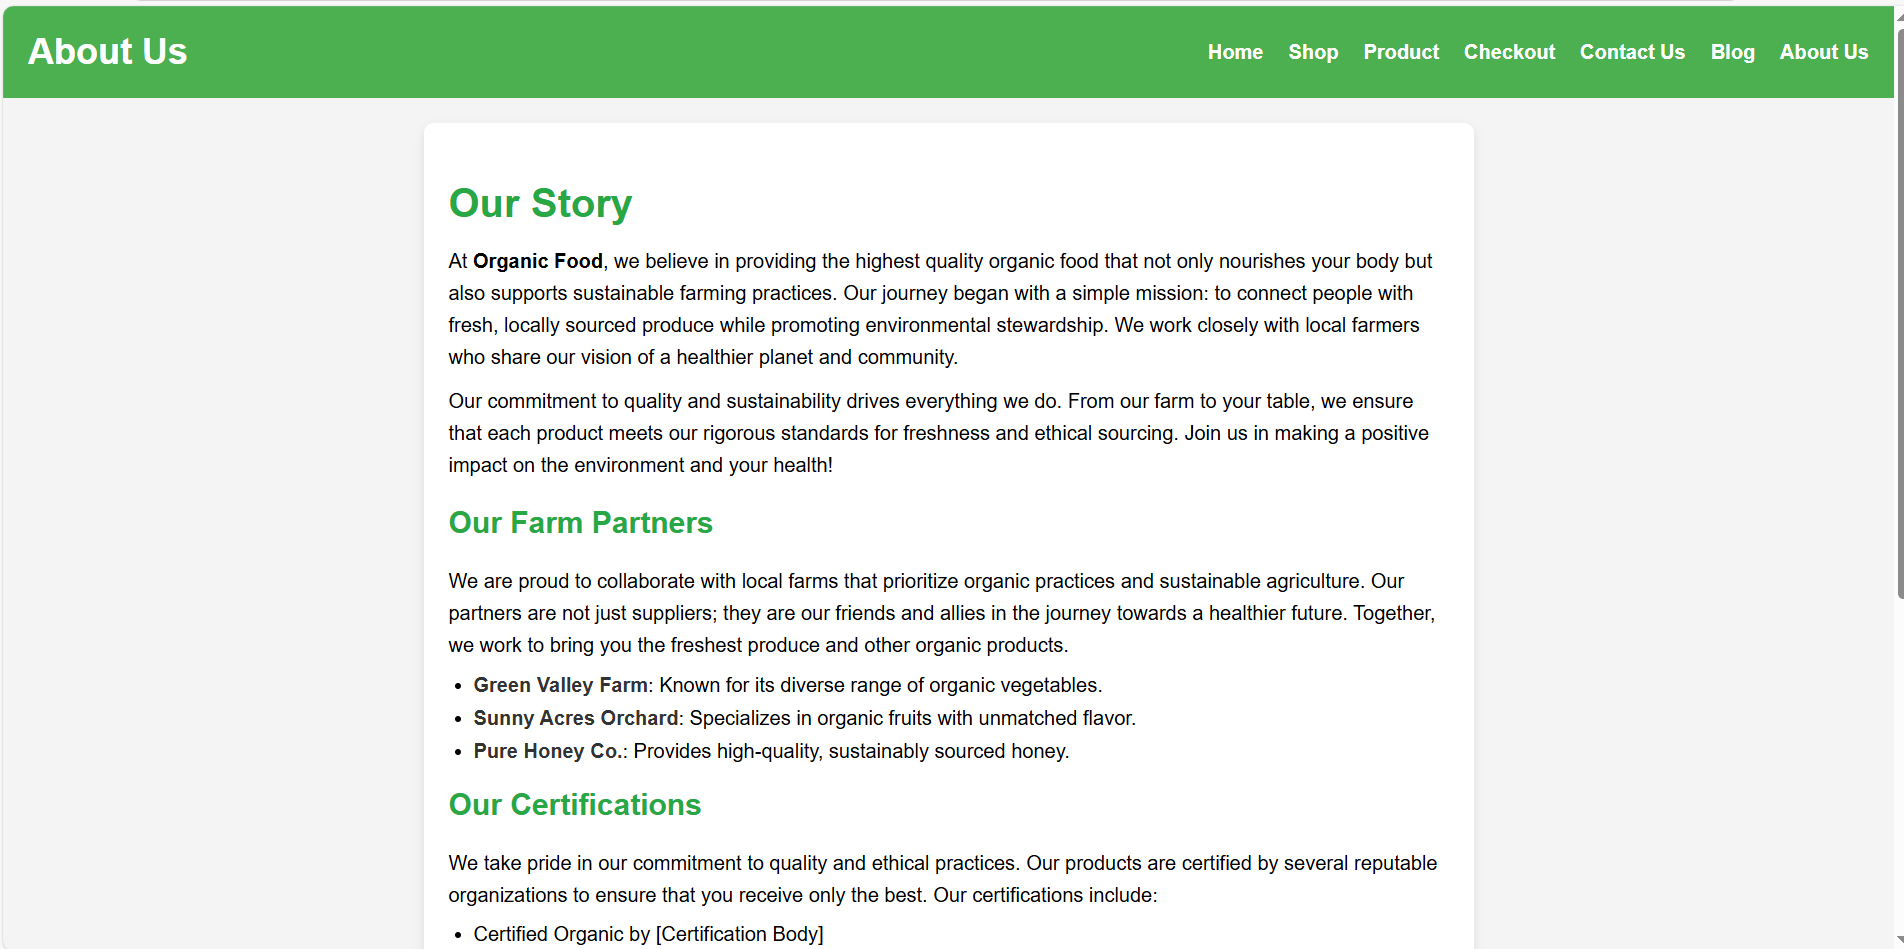 About Us
Home Shop Product Checkout Contact Us Blog About Us
Our Story
At Organic Food, we believe in providing the highest quality organic food that not only nourishes your body but
also supports sustainable farming practices. Our journey began with a simple mission: to connect people with
fresh, locally sourced produce while promoting environmental stewardship. We work closely with local farmers
who share our vision of a healthier planet and community.
Our commitment to quality and sustainability drives everything we do. From our farm to your table, we ensure
that each product meets our rigorous standards for freshness and ethical sourcing. Join us in making a positive
impact on the environment and your health!
Our Farm Partners
We are proud to collaborate with local farms that prioritize organic practices and sustainable agriculture. Our
partners are not just suppliers; they are our friends and allies in the journey towards a healthier future. Together,
we work to bring you the freshest produce and other organic products.
• Green Valley Farm: Known for its diverse range of organic vegetables.
• Sunny Acres Orchard: Specializes in organic fruits with unmatched flavor.
• Pure Honey Co.: Provides high-quality, sustainably sourced honey.
Our Certifications
We take pride in our commitment to quality and ethical practices. Our products are certified by several reputable
organizations to ensure that you receive only the best. Our certifications include:
• Certified Organic by [Certification Body]